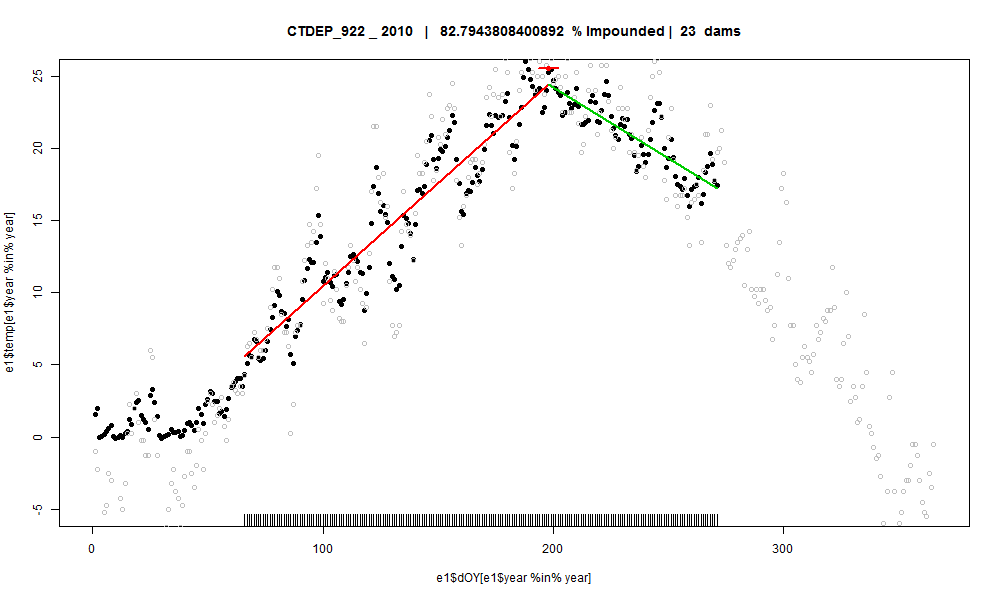 CTDEP_922 _ 2010 | 82.7943808400892 % Impounded | 23 dams
e1$temp[e1$year %in% year]
25
20
15
10
5
0
-5
0 100 200 300
e1$dOY[e1$year %in% year]